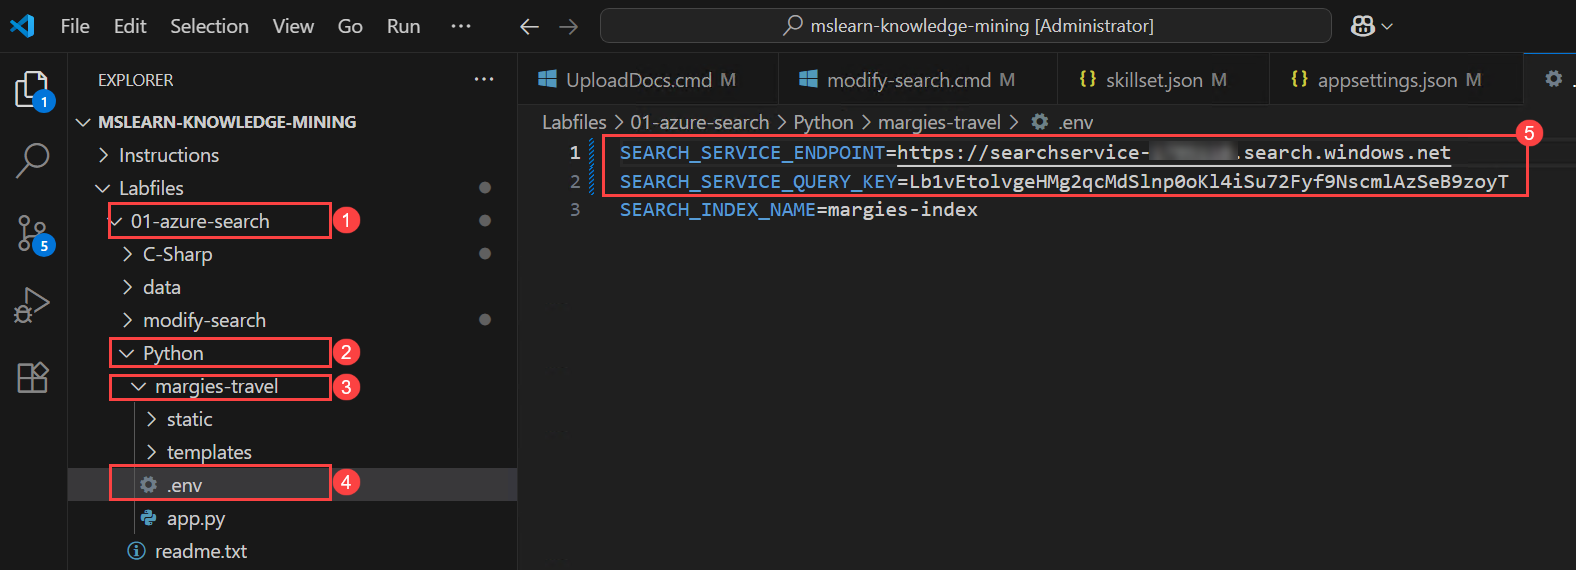 File Edit Selection View Go Run ···
mslearn-knowledge-mining [Administrator]
EXPLORER ···
MSLEARN-KNOWLEDGE-MINING
Instructions
Labfiles
01-azure-search 1
C-Sharp
data
modify-search
Python 2
margies-travel 3
static
templates
.env 4
app.py
readme.txt
1
5
UploadDocs.cmd M
modify-search.cmd M
{} skillset.json M
{} appsettings.json M
.
Labfiles > 01-azure-search > Python > margies-travel > .env
5
1 SEARCH_SERVICE_ENDPOINT=https://searchservice-.search.windows.net
2 SEARCH_SERVICE_QUERY_KEY=Lb1vEtolvgeHMg2qcMdSlnp0oKl4iSu72Fyf9NscmlAzSeB9zoyT
3 SEARCH_INDEX_NAME=margies-index